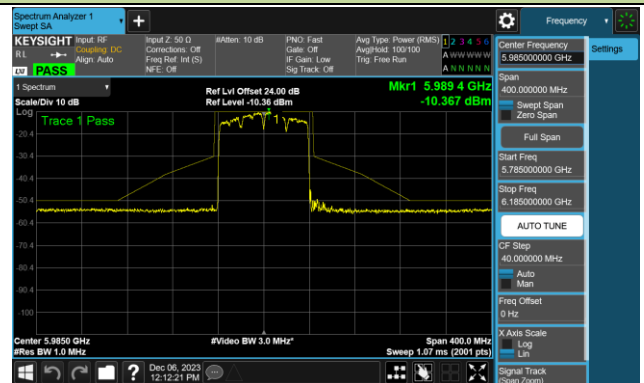 Spectrum Analyzer 1
Swept SA
Frequency
KEYSIGHT Input: RF
RL Coupling: DC
Align: Auto
LXI PASS
Input Z: 50 Ω
Corrections: Off
Freq Ref: Int (S)
NFE: Off
#Atten: 10 dB
PNO: Fast
Gate: Off
IF Gain: Low
Sig Track: Off
Avg Type: Power (RMS)
Avg|Hold: 100/100
Trig: Free Run
1 2 3 4 5 6
A W W W W W
A N N N N N
1 Spectrum
Scale/Div 10 dB
Ref Lvl Offset 24.00 dB
Ref Level -10.36 dBm
Mkr1 5.989 4 GHz
-10.367 dBm
Log
Trace 1 Pass
1
-20.4
-30.4
-40.4
-50.4
-60.4
-70.4
-80.4
-90.4
-100
Center 5.9850 GHz
#Res BW 1.0 MHz
#Video BW 3.0 MHz*
Span 400.0 MHz
Sweep 1.07 ms (2001 pts)
Dec 06, 2023
12:12:21 PM
Center Frequency
5.985000000 GHz
Settings
Span
400.000000 MHz
Swept Span
Zero Span
Full Span
Start Freq
5.785000000 GHz
Stop Freq
6.185000000 GHz
AUTO TUNE
CF Step
40.000000 MHz
Auto
Man
Freq Offset
0 Hz
X Axis Scale
Log
Lin
Signal Track
(Span Zoom)